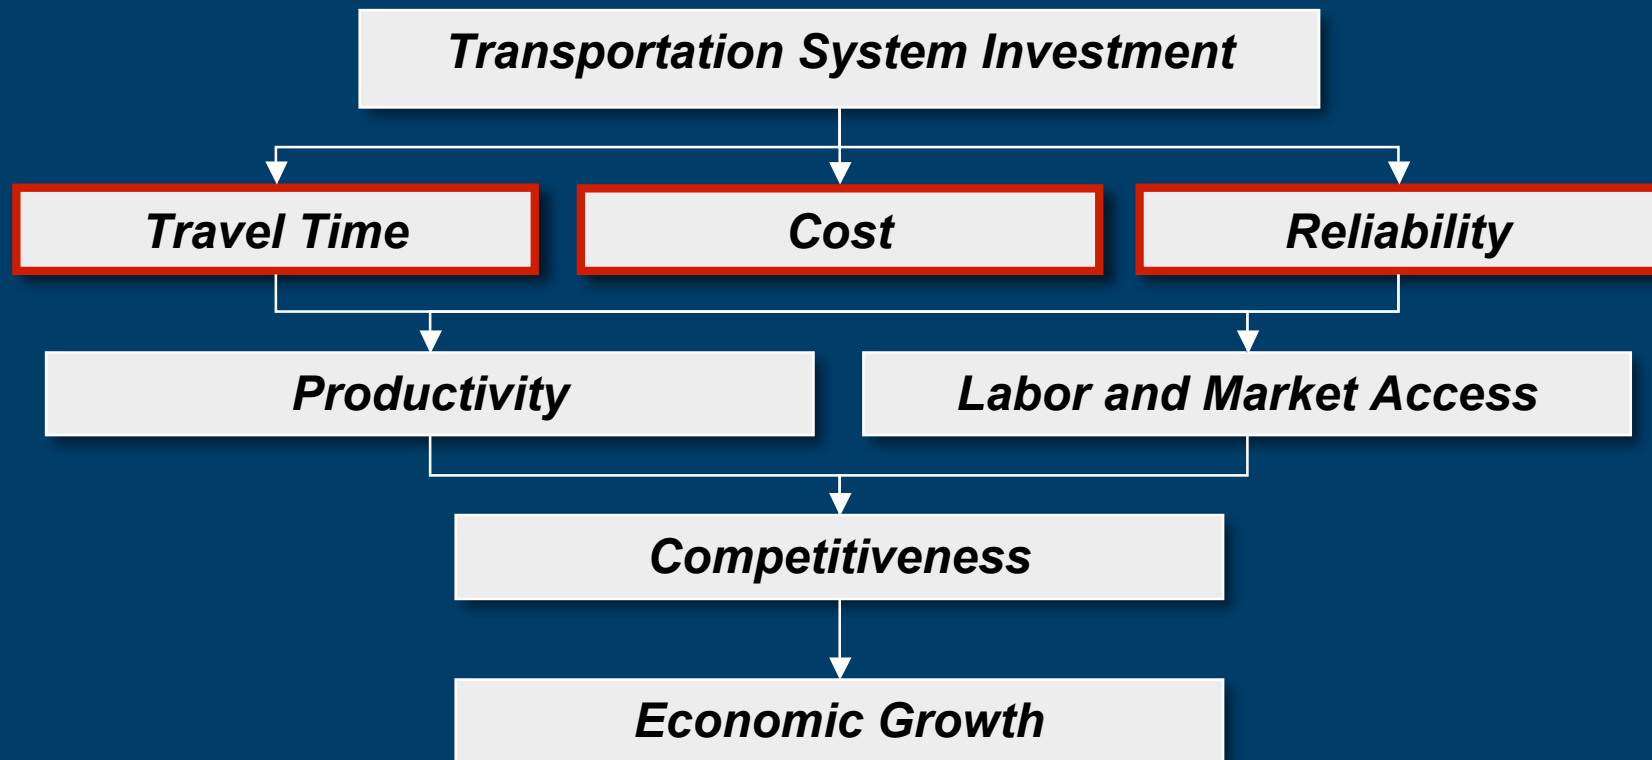 Transportation System Investment
Travel Time
Cost
Reliability
Productivity
Labor and Market Access
Competitiveness
Economic Growth